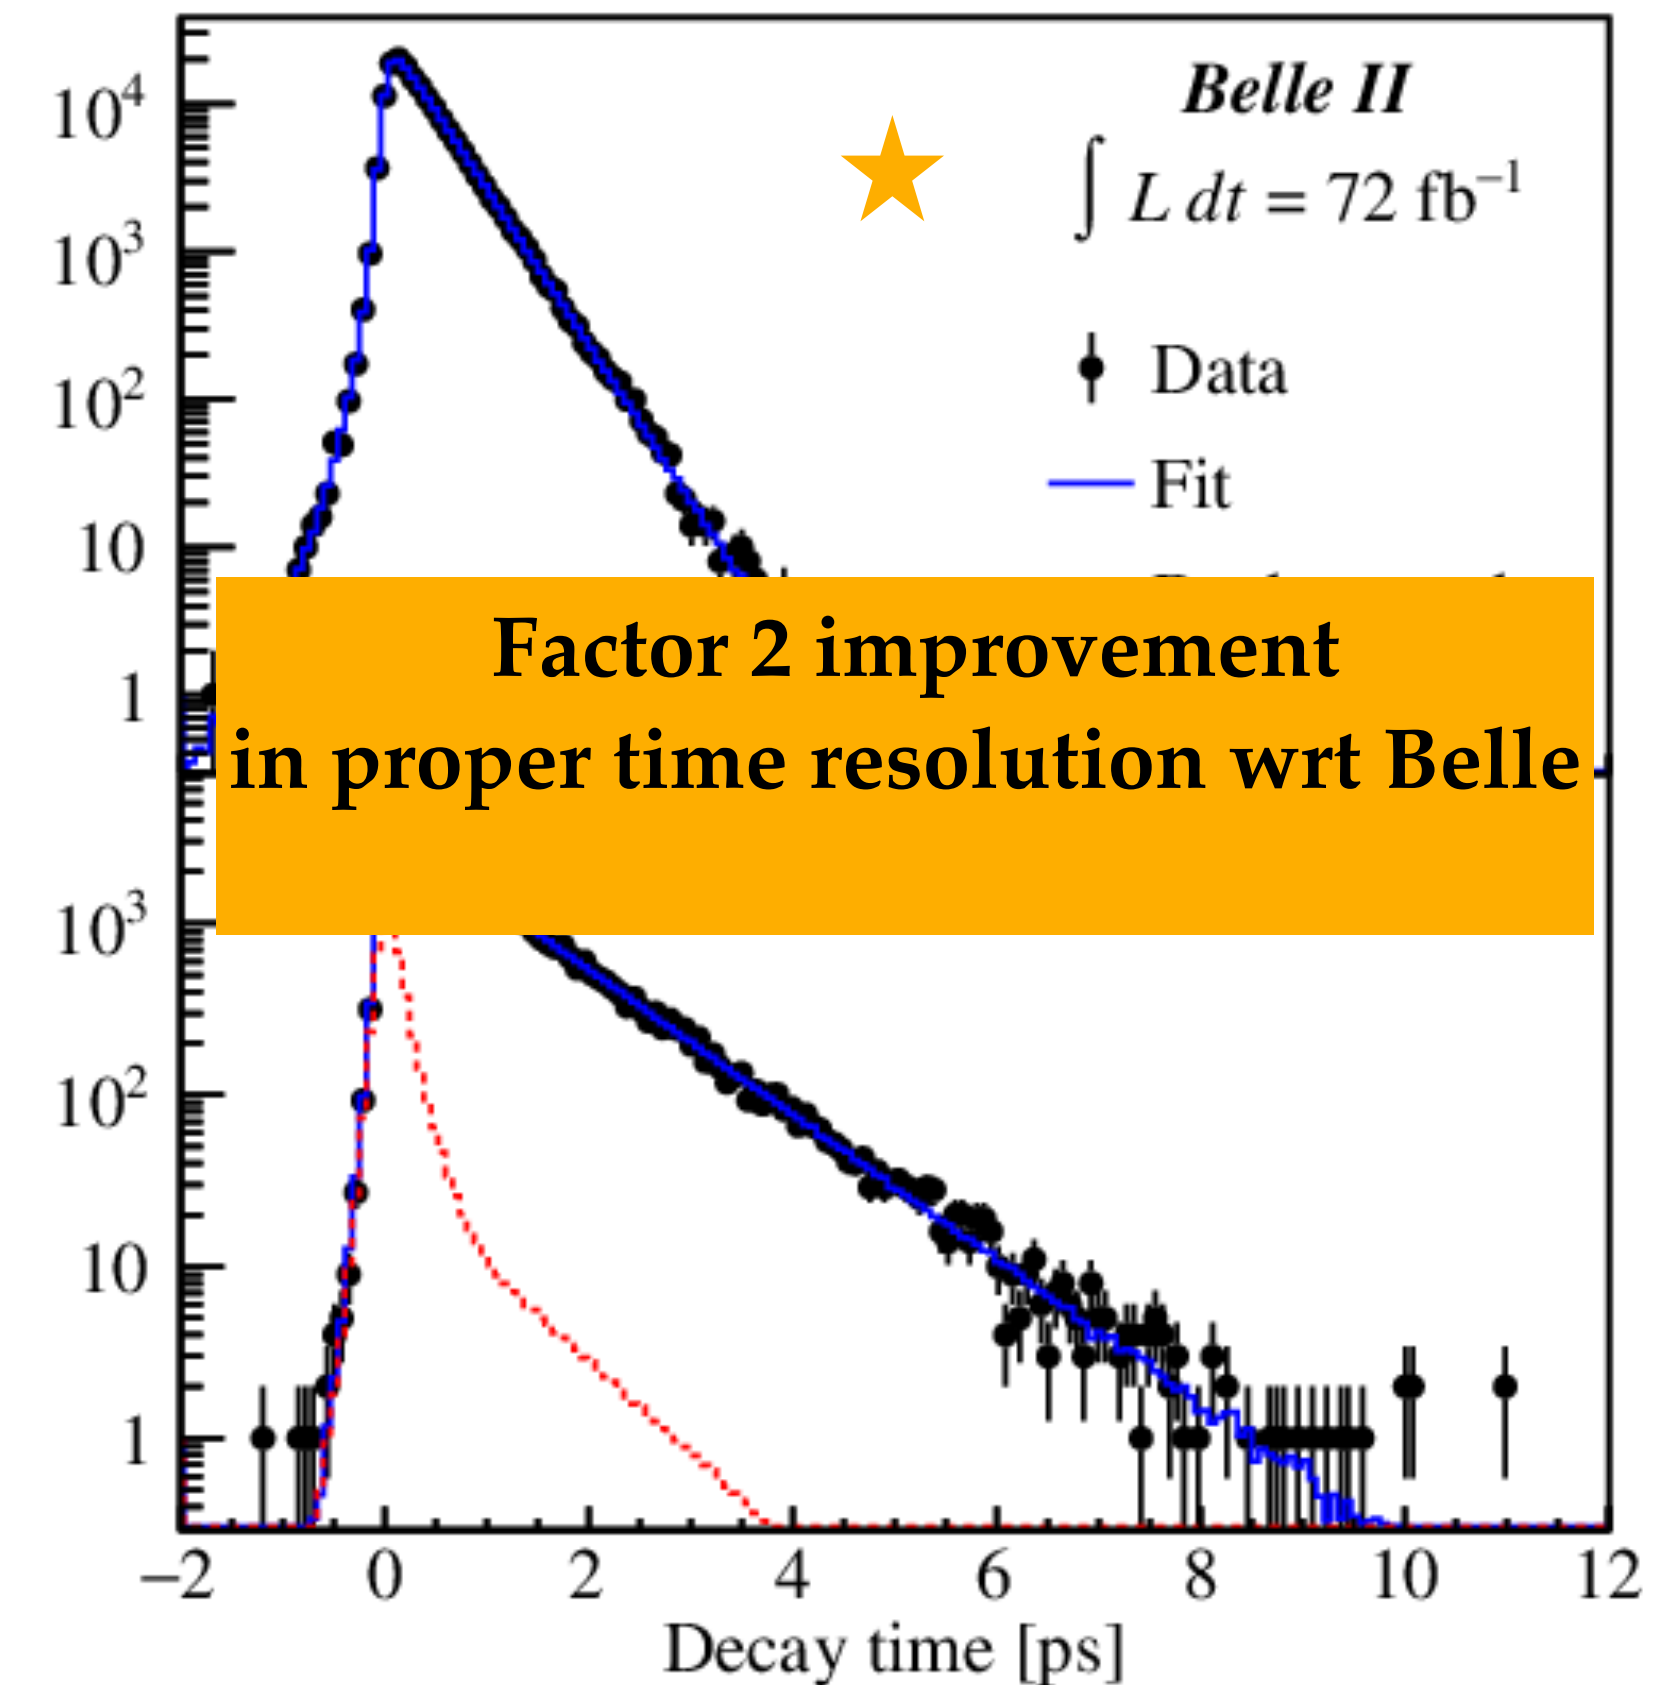 Belle II
∫ L dt = 72 fb⁻¹
Data
Fit
10⁴
10³
10²
10
1
Factor 2 improvement
in proper time resolution wrt Belle
10³
10²
10
1
−2 0 2 4 6 8 10 12
Decay time [ps]